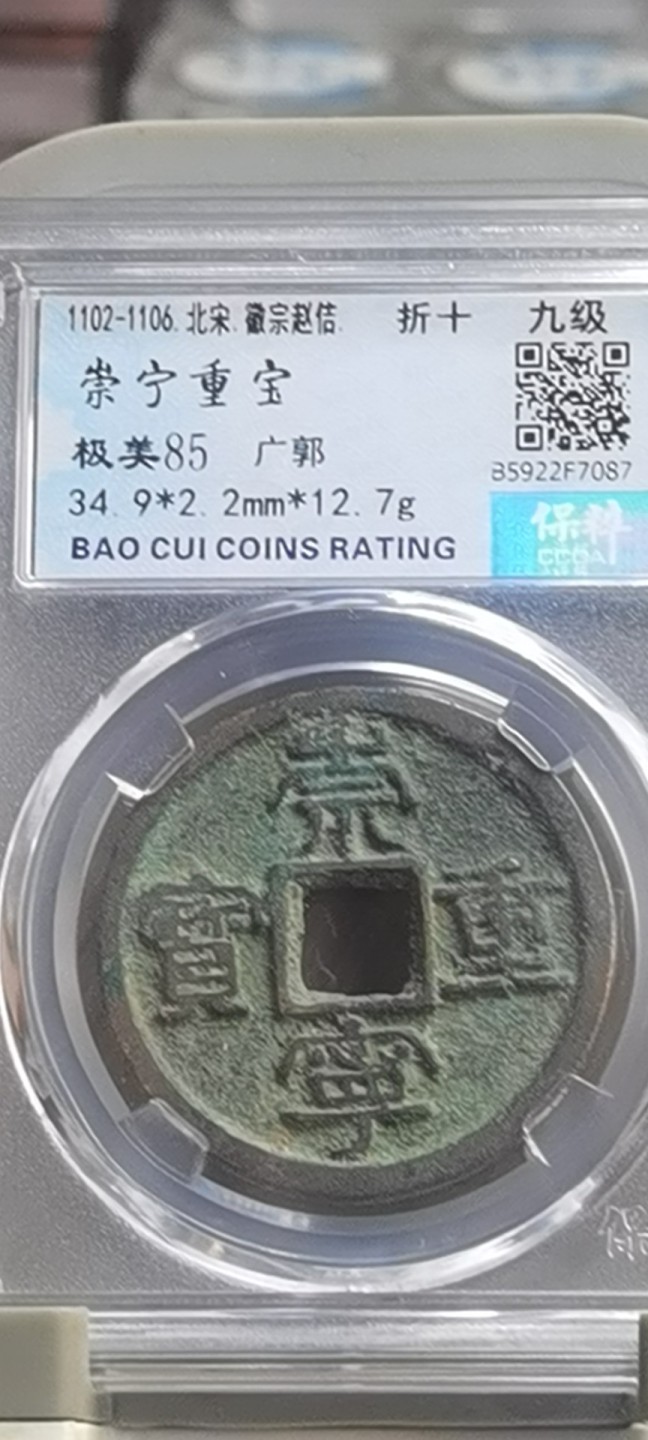 1102-1106.北宋.徽宗赵佶. 折十 九级
崇宁重宝
极美85 广郭
B5922F7087
34.9*2.2mm*12.7g
保粹
CCOA
BAO CUI COINS RATING
崇
寶 重
寧
保